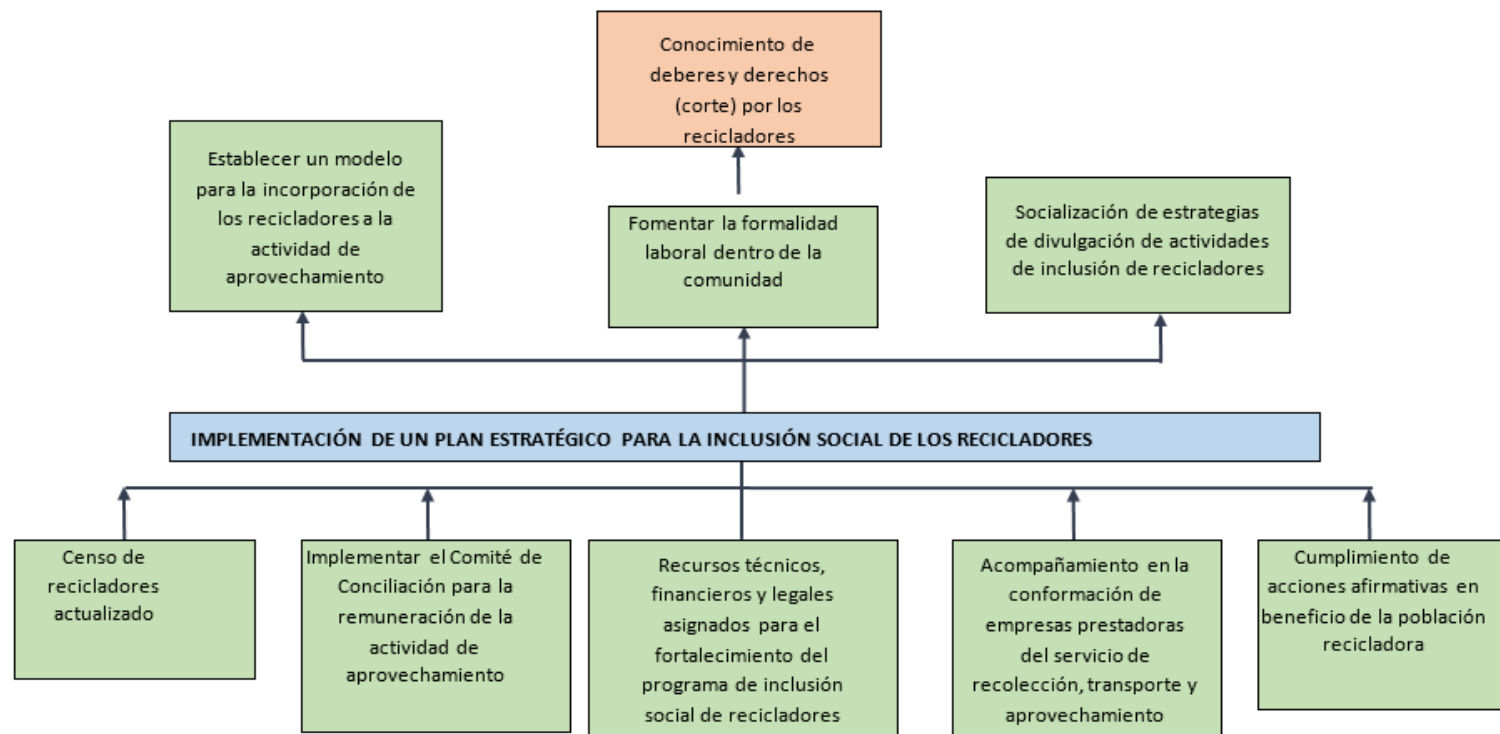 Conocimiento de
deberes y derechos
(corte) por los
recicladores
Establecer un modelo
para la incorporación de
los recicladores a la
actividad de
aprovechamiento
Fomentar la formalidad
laboral dentro de la
comunidad
Socialización de estrategias
de divulgación de actividades
de inclusión de recicladores
IMPLEMENTACIÓN DE UN PLAN ESTRATÉGICO PARA LA INCLUSIÓN SOCIAL DE LOS RECICLADORES
Censo de
recicladores
actualizado
Implementar el Comité de
Conciliación para la
remuneración de la
actividad de
aprovechamiento
Recursos técnicos,
financieros y legales
asignados para el
fortalecimiento del
programa de inclusión
social de recicladores
Acompañamiento en la
conformación de
empresas prestadoras
del servicio de
recolección, transporte y
aprovechamiento
Cumplimiento de
acciones afirmativas en
beneficio de la población
recicladora